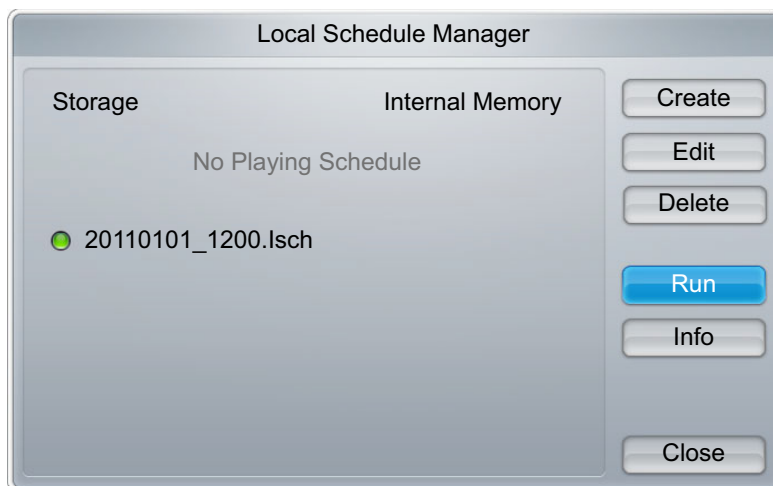 Local Schedule Manager
Storage Internal Memory
No Playing Schedule
20110101_1200.lsch
Create
Edit
Delete
Run
Info
Close